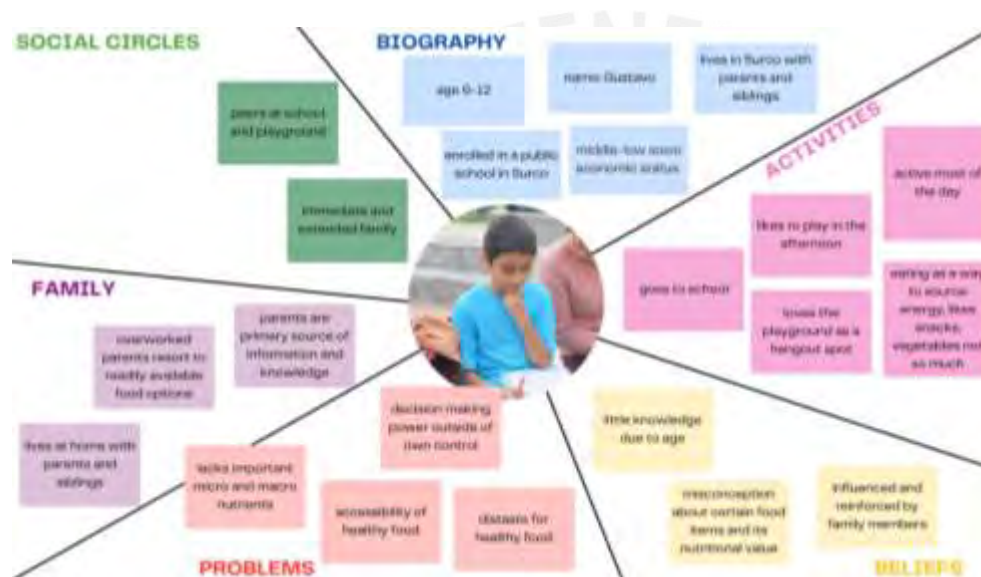 SOCIAL CIRCLES
peers at school
and playground
immediate and
extended family
BIOGRAPHY
age 6-12
name: Gustavo
lives in Surco with
parents and
siblings
enrolled in a public
school in Surco
middle-low socio
economic status
ACTIVITIES
active most of
the day
likes to play in the
afternoon
goes to school
loves the
playground as a
hangout spot
eating as a way
to source
energy, likes
snacks,
vegetables not
so much
FAMILY
parents are
primary source of
information and
knowledge
overworked
parents resort to
readily available
food options
lives at home with
parents and
siblings
PROBLEMS
decision making
power outside of
own control
lacks important
micro and macro
nutrients
accessibility of
healthy food
distaste for
healthy food
BELIEFS
little knowledge
due to age
misconception
about certain food
items and its
nutritional value
influenced and
reinforced by
family members